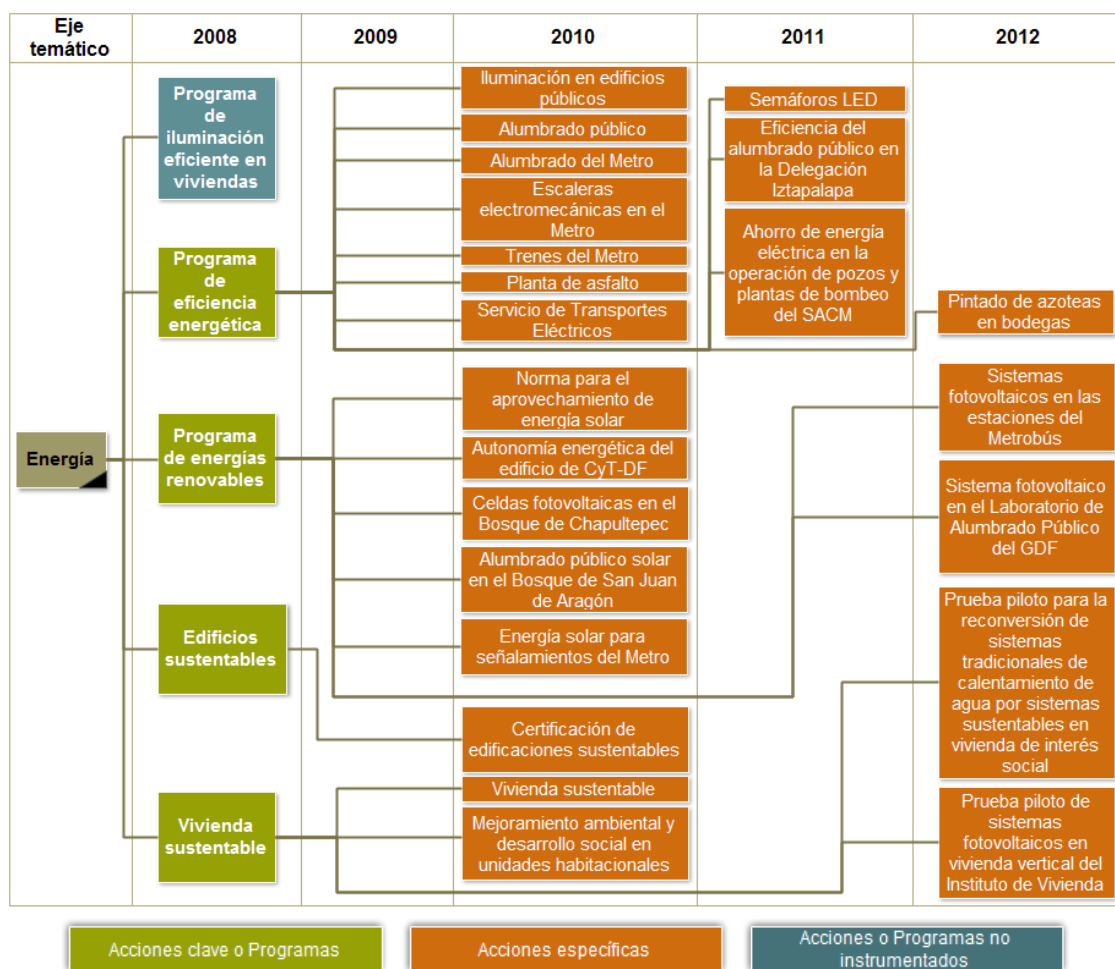 Eje
temático
2008
2009
2010
2011
2012
Energía
Programa
de
iluminación
eficiente en
viviendas
Programa
de
eficiencia
energética
Iluminación en edificios
públicos
Alumbrado público
Alumbrado del Metro
Escaleras
electromecánicas en el
Metro
Trenes del Metro
Planta de asfalto
Servicio de Transportes
Eléctricos
Semáforos LED
Eficiencia del
alumbrado público en
la Delegación
Iztapalapa
Ahorro de energía
eléctrica en la
operación de pozos y
plantas de bombeo
del SACM
Pintado de azoteas
en bodegas
Programa
de energías
renovables
Norma para el
aprovechamiento de
energía solar
Autonomía energética del
edificio de CyT-DF
Celdas fotovoltaicas en el
Bosque de Chapultepec
Alumbrado público solar
en el Bosque de San Juan
de Aragón
Energía solar para
señalamientos del Metro
Sistemas
fotovoltaicos en las
estaciones del
Metrobús
Sistema fotovoltaico
en el Laboratorio de
Alumbrado Público
del GDF
Edificios
sustentables
Certificación de
edificaciones sustentables
Vivienda
sustentable
Vivienda sustentable
Mejoramiento ambiental y
desarrollo social en
unidades habitacionales
Prueba piloto para la
reconversión de
sistemas
tradicionales de
calentamiento de
agua por sistemas
sustentables en
vivienda de interés
social
Prueba piloto de
sistemas
fotovoltaicos en
vivienda vertical del
Instituto de Vivienda
Acciones clave o Programas
Acciones específicas
Acciones o Programas no
instrumentados